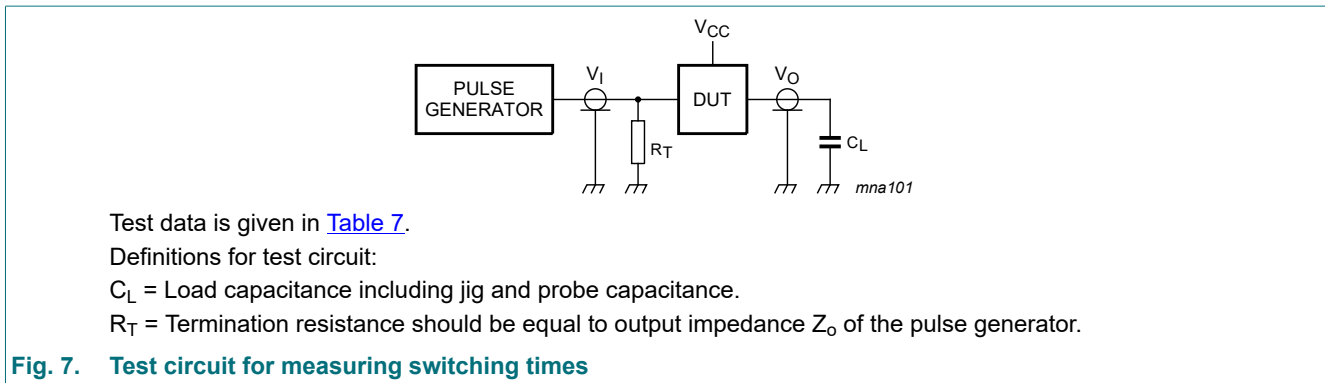 VCC
PULSE
GENERATOR
VI
DUT
VO
RT
CL
mna101
Test data is given in Table 7.
Definitions for test circuit:
CL = Load capacitance including jig and probe capacitance.
RT = Termination resistance should be equal to output impedance Zo of the pulse generator.
Fig. 7. Test circuit for measuring switching times